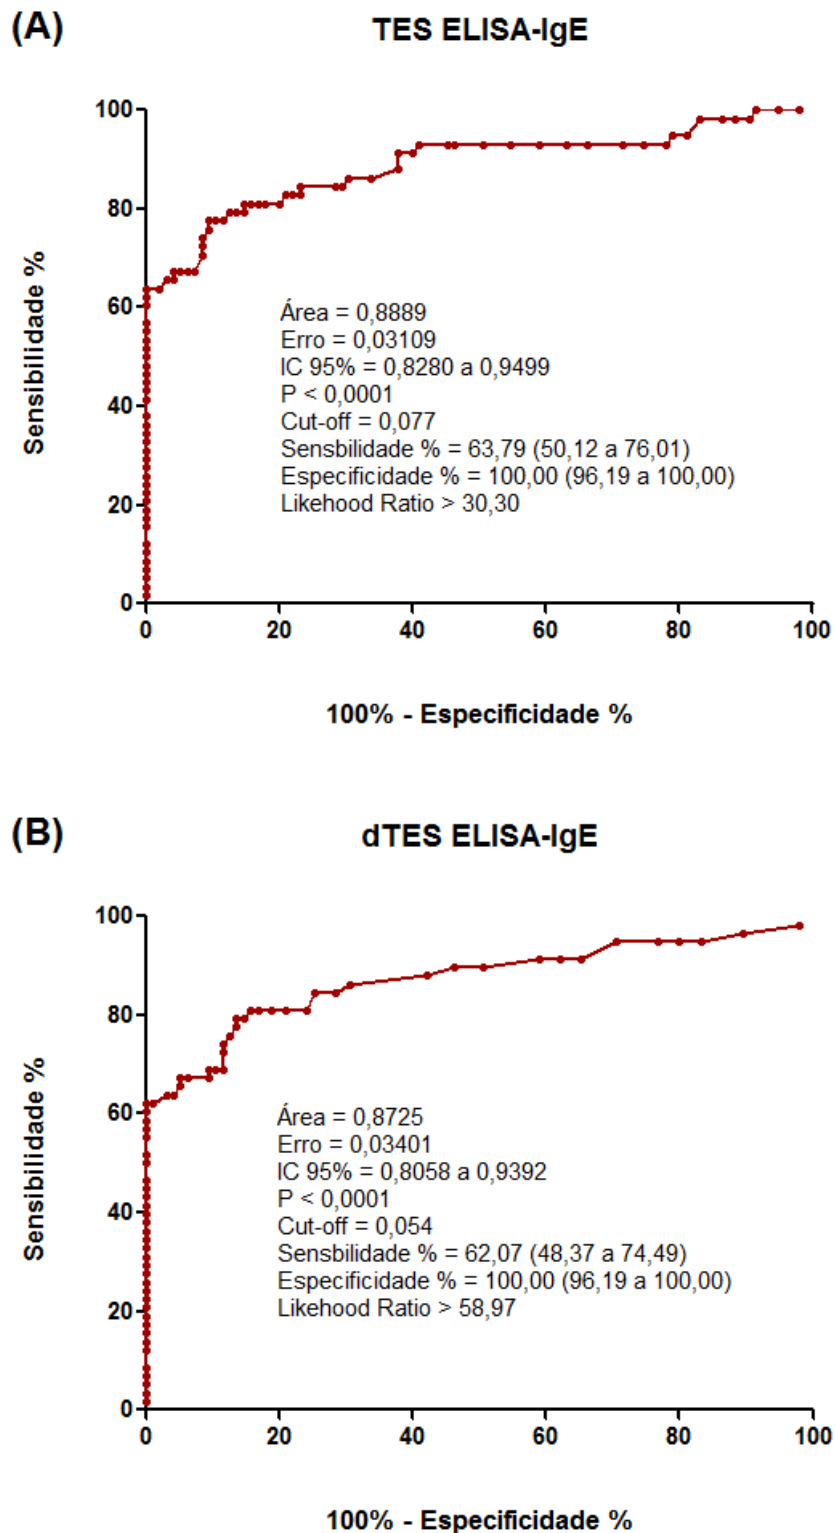 (A)
TES ELISA-IgE
100
80
60
40
20
0
Sensibilidade %
Área = 0,8889
Erro = 0,03109
IC 95% = 0,8280 a 0,9499
P < 0,0001
Cut-off = 0,077
Sensbilidade % = 63,79 (50,12 a 76,01)
Especificidade % = 100,00 (96,19 a 100,00)
Likehood Ratio > 30,30
0 20 40 60 80 100
100% - Especificidade %
(B)
dTES ELISA-IgE
100
80
60
40
20
0
Sensibilidade %
Área = 0,8725
Erro = 0,03401
IC 95% = 0,8058 a 0,9392
P < 0,0001
Cut-off = 0,054
Sensbilidade % = 62,07 (48,37 a 74,49)
Especificidade % = 100,00 (96,19 a 100,00)
Likehood Ratio > 58,97
0 20 40 60 80 100
100% - Especificidade %